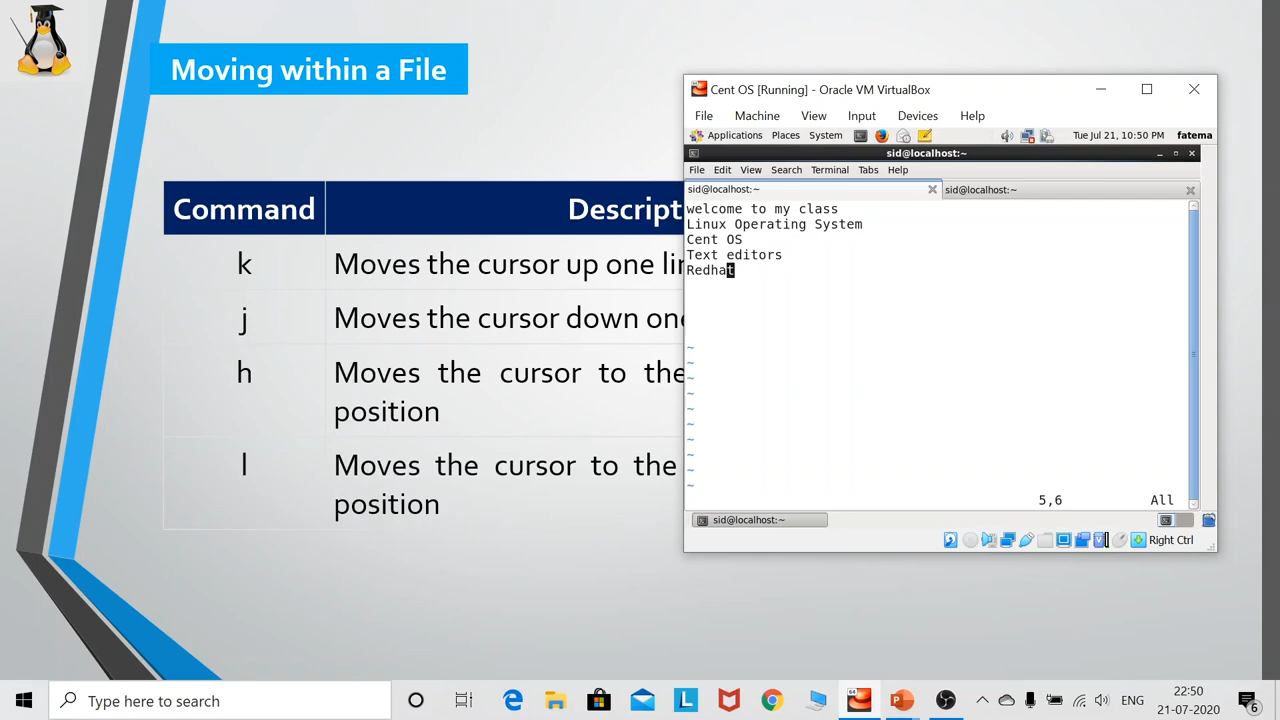 Moving within a File
Command Descript
k Moves the cursor up one lin
j Moves the cursor down one
h Moves the cursor to the
position
l Moves the cursor to the
position
Cent OS [Running] - Oracle VM VirtualBox
File Machine View Input Devices Help
Applications Places System Tue Jul 21, 10:50 PM fatema
sid@localhost:~
File Edit View Search Terminal Tabs Help
sid@localhost:~ sid@localhost:~
welcome to my class
Linux Operating System
Cent OS
Text editors
Redhat
~
~
~
~
~
~
~
~
~
~
5,6 All
sid@localhost:~
Right Ctrl
Type here to search
ENG
22:50
21-07-2020
6